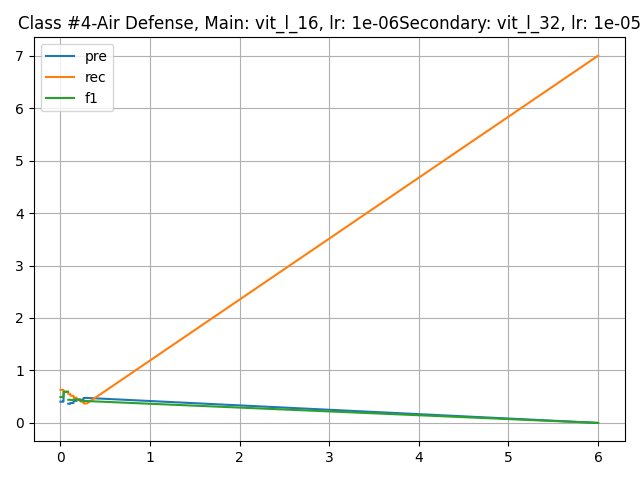 Class #4-Air Defense, Main: vit_l_16, lr: 1e-06Secondary: vit_l_32, lr: 1e-05
pre
rec
f1
7
6
5
4
3
2
1
0
0 1 2 3 4 5 6